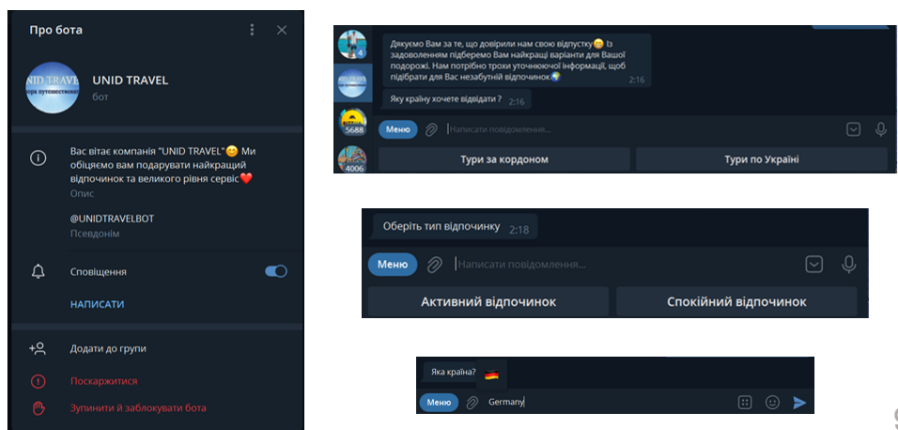 Про бота
UNID TRAVEL
UNID TRAVEL
бот
Вас вітає компанія "UNID TRAVEL"😊 Ми
обіцяємо вам подарувати найкращий
відпочинок та великого рівня сервіс❤️
Опис
@UNIDTRAVELBOT
Псевдонім
Сповіщення
НАПИСАТИ
Додати до групи
Поскаржитися
Зупинити й заблокувати бота
4
5688
4006
Дякуємо Вам за те, що довірили нам свою відпустку😊 Із
задоволенням підберемо Вам найкращі варіанти для Вашої
подорожі. Нам потрібно трохи уточнюючої інформації, щоб
підібрати для Вас незабутній відпочинок🌍 2:16
Яку країну хочете відвідати ? 2:16
Меню Написати повідомлення...
Тури за кордоном Тури по Україні
Оберіть тип відпочинку 2:18
Меню Написати повідомлення...
Активний відпочинок Спокійний відпочинок
Яка країна? 🇩🇪
Меню Germany